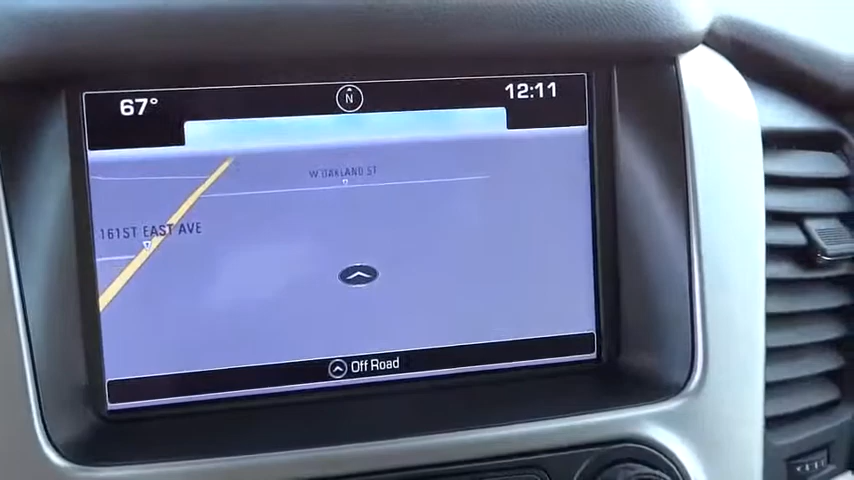 67°
N
12:11
W OAKLAND ST
161ST EAST AVE
Off Road